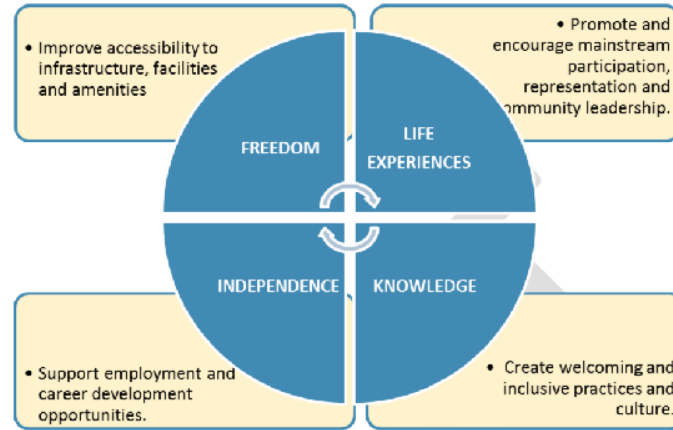 • Improve accessibility to
infrastructure, facilities
and amenities
• Promote and
encourage mainstream
participation,
representation and
ommunity leadership.
FREEDOM
LIFE
EXPERIENCES
INDEPENDENCE
KNOWLEDGE
• Support employment and
career development
opportunities.
• Create welcoming and
inclusive practices and
culture.